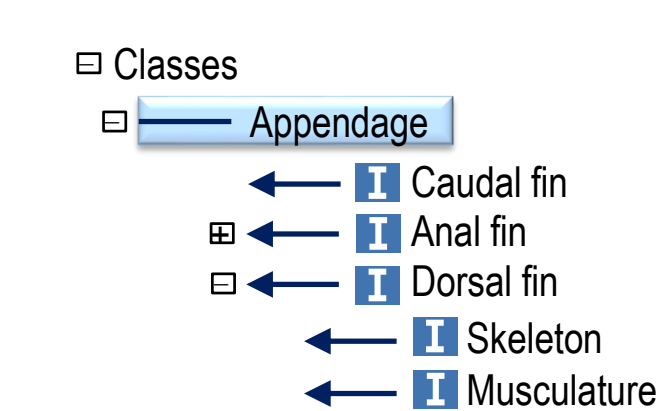 Classes
Appendage
I Caudal fin
I Anal fin
I Dorsal fin
I Skeleton
I Musculature